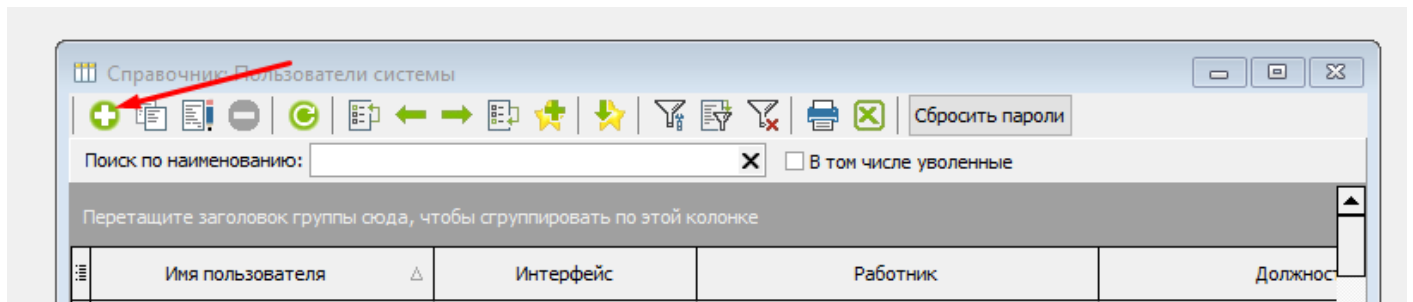 Справочник: Пользователи системы
Сбросить пароли
Поиск по наименованию:
В том числе уволенные
Перетащите заголовок группы сюда, чтобы сгруппировать по этой колонке
Имя пользователя Интерфейс Работник Должност